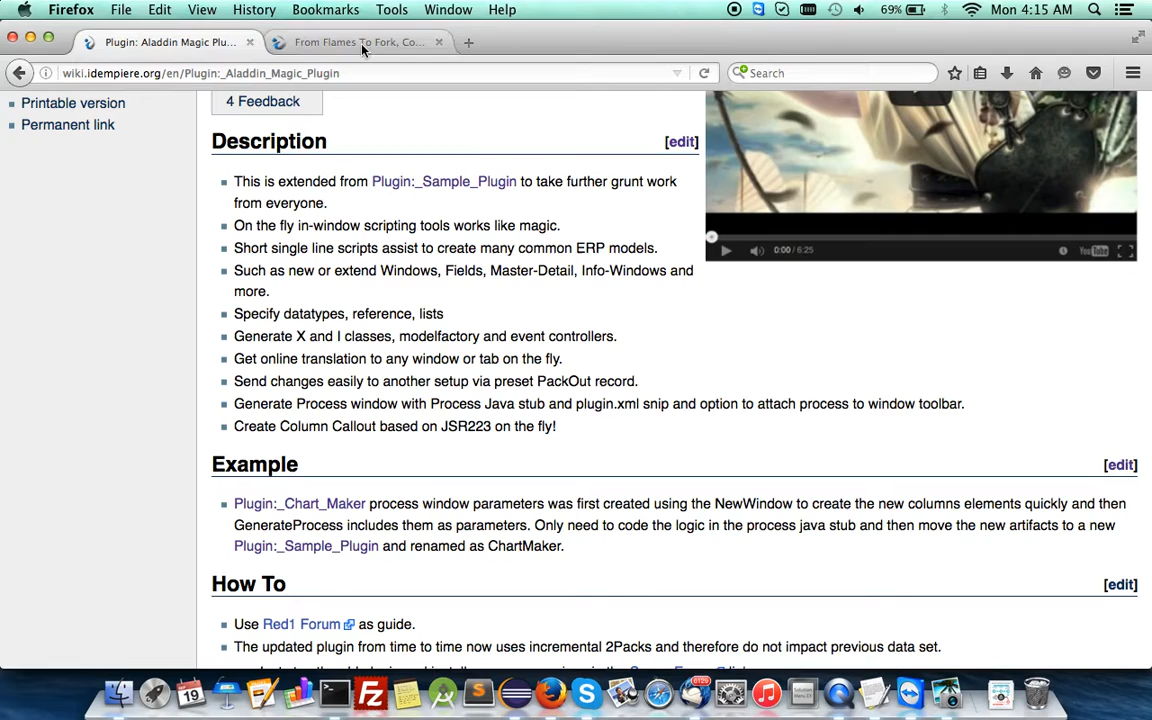 Firefox File Edit View History Bookmarks Tools Window Help 69% Mon 4:15 AM
Plugin: Aladdin Magic Plu... From Flames To Fork, Co...
wiki.idempiere.org/en/Plugin:_Aladdin_Magic_Plugin Search
Printable version
Permanent link
4 Feedback
Description [edit]
This is extended from Plugin:_Sample_Plugin to take further grunt work
from everyone.
On the fly in-window scripting tools works like magic.
Short single line scripts assist to create many common ERP models.
Such as new or extend Windows, Fields, Master-Detail, Info-Windows and
more.
Specify datatypes, reference, lists
Generate X and I classes, modelfactory and event controllers.
Get online translation to any window or tab on the fly.
Send changes easily to another setup via preset PackOut record.
Generate Process window with Process Java stub and plugin.xml snip and option to attach process to window toolbar.
Create Column Callout based on JSR223 on the fly!
0:00 / 6:25 YouTube
Example [edit]
Plugin:_Chart_Maker process window parameters was first created using the NewWindow to create the new columns elements quickly and then
GenerateProcess includes them as parameters. Only need to code the logic in the process java stub and then move the new artifacts to a new
Plugin:_Sample_Plugin and renamed as ChartMaker.
How To [edit]
Use Red1 Forum as guide.
The updated plugin from time to time now uses incremental 2Packs and therefore do not impact previous data set.
19